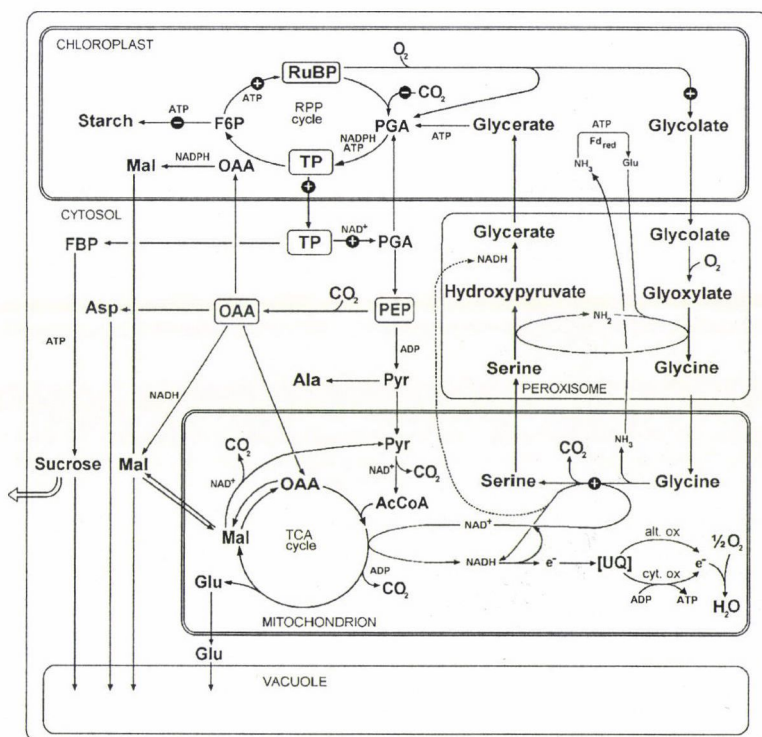 CHLOROPLAST
O₂
RuBP
ATP
RPP
cycle
CO₂
Starch
ATP
F6P
PGA
ATP
Glycerate
ATP
Fd red
Glycolate
NADPH
ATP
NH₃
Glu
Mal
NADPH
OAA
TP
CYTOSOL
FBP
TP
NAD⁺
PGA
Glycerate
NADH
Glycolate
O₂
Hydroxypyruvate
Glyoxylate
Asp
OAA
CO₂
PEP
NH₂
ATP
ADP
Serine
Glycine
Ala
Pyr
PEROXISOME
NADH
CO₂
Pyr
CO₂
NH₃
Sucrose
Mal
NAD⁺
OAA
NAD⁺
CO₂
Serine
Glycine
AcCoA
Mal
TCA
cycle
NAD⁺
alt. ox
½O₂
NADH
e⁻
[UQ]
e⁻
Glu
ADP
CO₂
cyt. ox
ADP
ATP
H₂O
MITOCHONDRION
Glu
VACUOLE